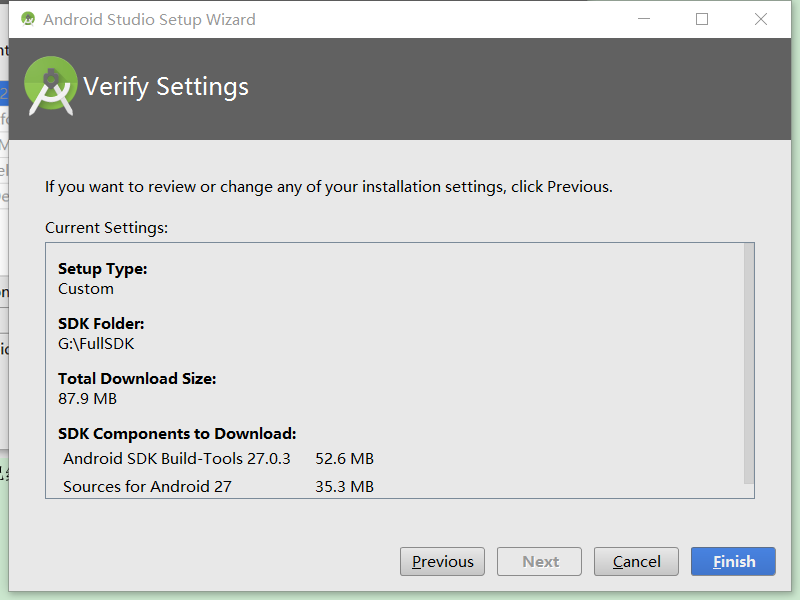 Android Studio Setup Wizard
Verify Settings
If you want to review or change any of your installation settings, click Previous.
Current Settings:
Setup Type:
Custom
SDK Folder:
G:\FullSDK
Total Download Size:
87.9 MB
SDK Components to Download:
Android SDK Build-Tools 27.0.3 52.6 MB
Sources for Android 27 35.3 MB
Previous Next Cancel Finish